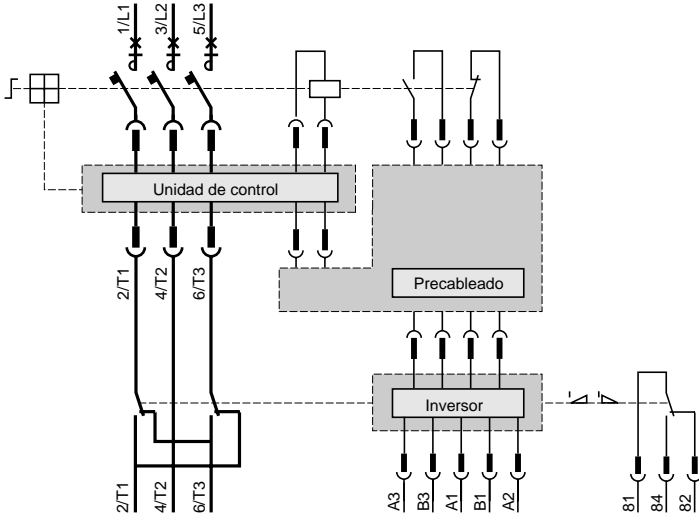 1/L1
3/L2
5/L3
Unidad de control
2/T1
4/T2
6/T3
Precableado
Inversor
2/T1
4/T2
6/T3
A3
B3
A1
B1
A2
81
84
82